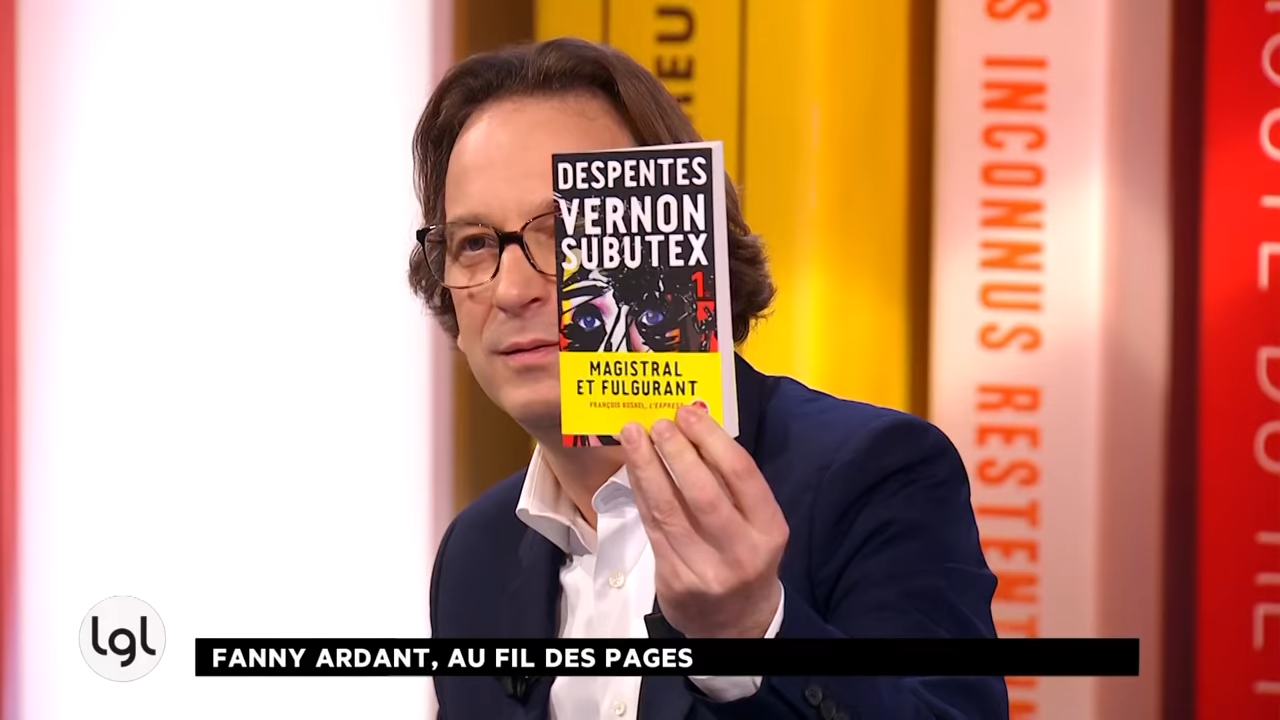 DESPENTES
VERNON
SUBUTEX
1
MAGISTRAL
ET FULGURANT
FRANÇOIS BUSNEL, L'EXPRESS
S INCONNUS RESTENT
lgl
FANNY ARDANT, AU FIL DES PAGES